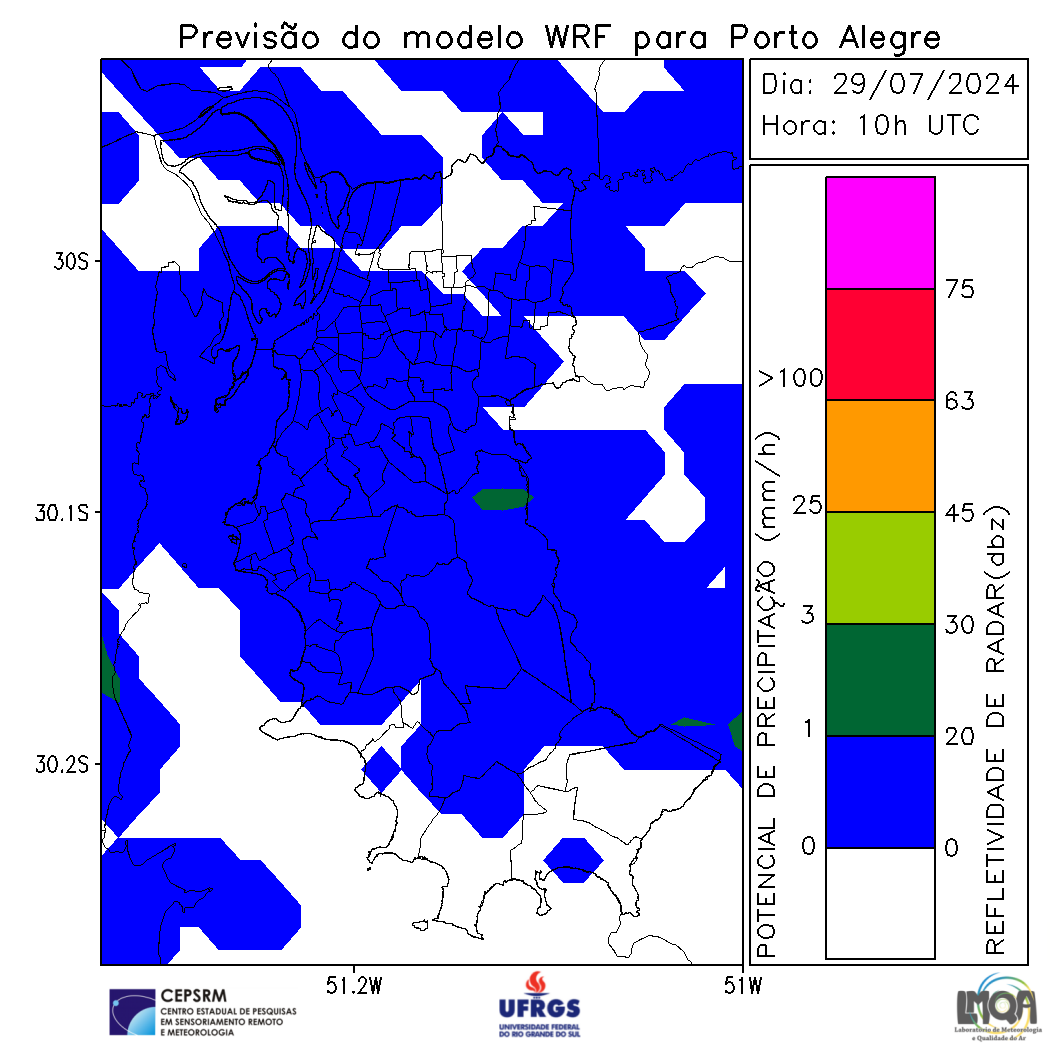 Previsão do modelo WRF para Porto Alegre
Dia: 29/07/2024
Hora: 10h UTC
30S
30.1S
30.2S
51.2W
51W
POTENCIAL DE PRECIPITAÇÃO (mm/h)
>100
25
3
1
0
75
63
45
30
20
0
REFLETIVIDADE DE RADAR(dbz)
CEPSRM
CENTRO ESTADUAL DE PESQUISAS
EM SENSORIAMENTO REMOTO
E METEOROLOGIA
UFRGS
UNIVERSIDADE FEDERAL
DO RIO GRANDE DO SUL
LMQA
Laboratório de Meteorologia
e Qualidade do Ar